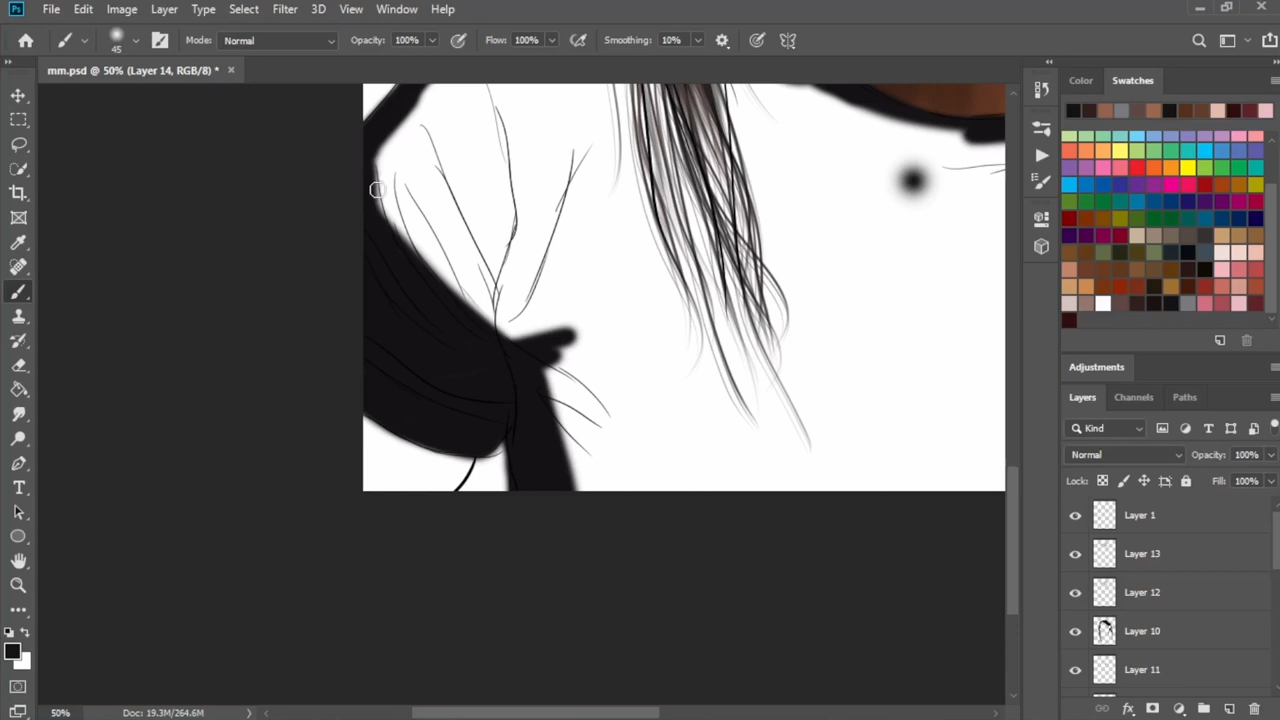 Ps File Edit Image Layer Type Select Filter 3D View Window Help
45 Mode: Normal Opacity: 100% Flow: 100% Smoothing: 10%
mm.psd @ 50% (Layer 14, RGB/8) * ×
Color Swatches
Adjustments
Layers Channels Paths
Kind
Normal Opacity: 100%
Lock: Fill: 100%
Layer 1
Layer 13
Layer 12
Layer 10
Layer 11
50% Doc: 19.3M/264.6M